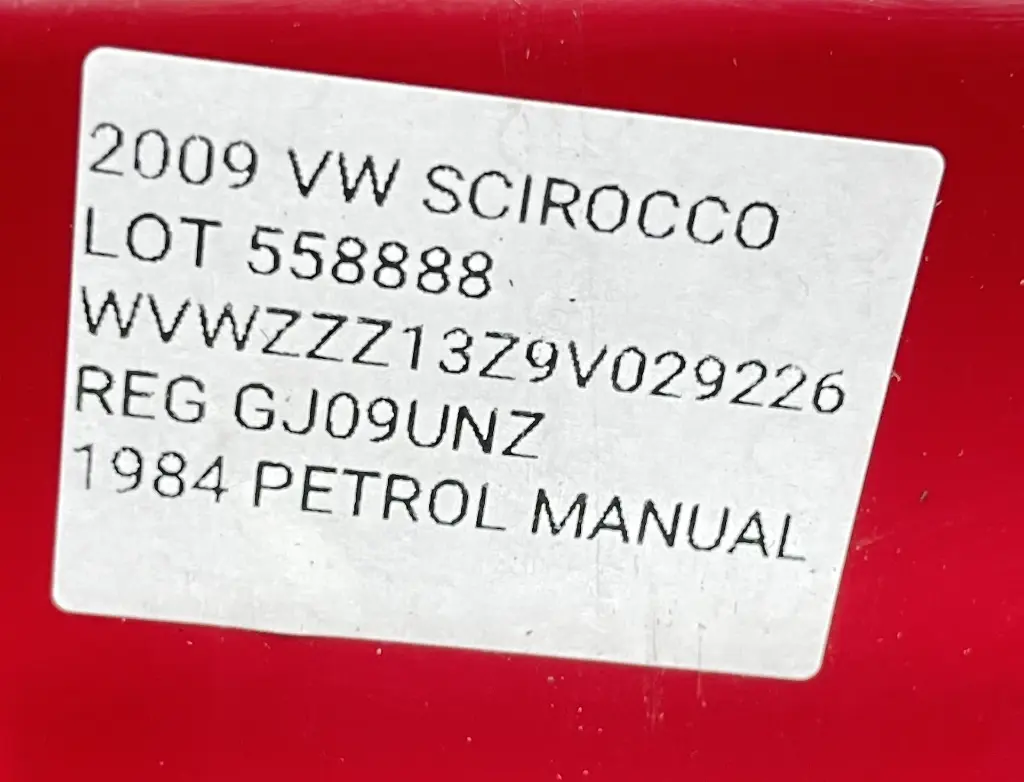 2009 VW SCIROCCO
LOT 558888
WVWZZZ13Z9V029226
REG GJ09UNZ
1984 PETROL MANUAL